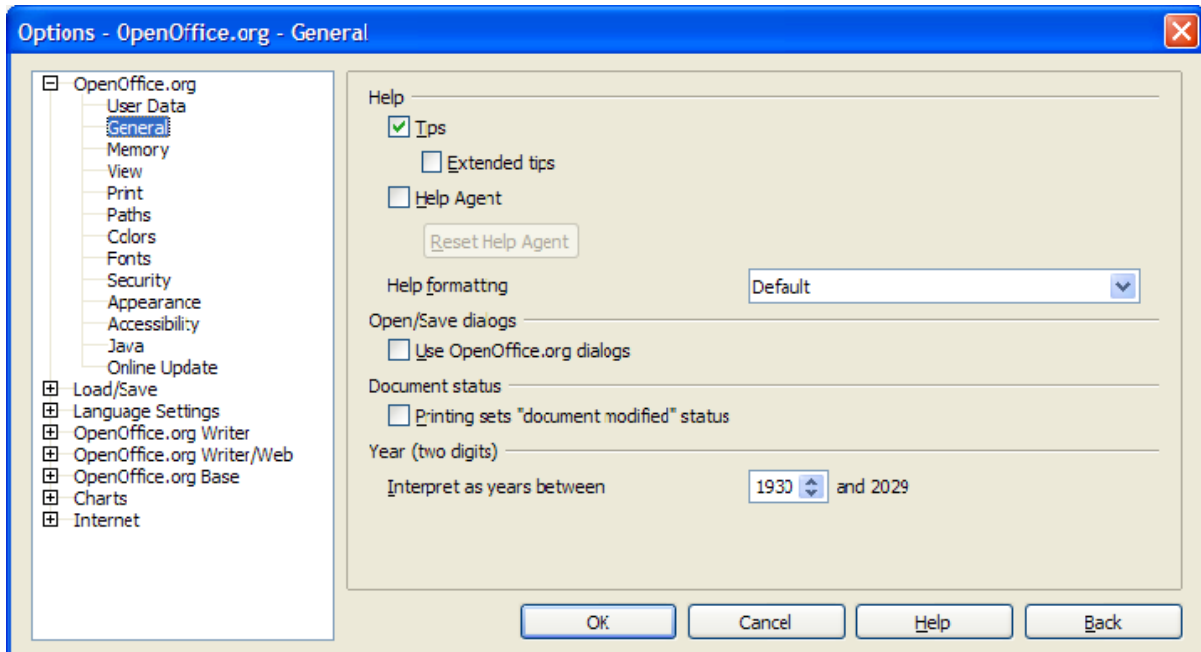 Options - OpenOffice.org - General
OpenOffice.org
User Data
General
Memory
View
Print
Paths
Colors
Fonts
Security
Appearance
Accessibility
Java
Online Update
Load/Save
Language Settings
OpenOffice.org Writer
OpenOffice.org Writer/Web
OpenOffice.org Base
Charts
Internet
Help
Tips
Extended tips
Help Agent
Reset Help Agent
Help formatting Default
Open/Save dialogs
Use OpenOffice.org dialogs
Document status
Printing sets "document modified" status
Year (two digits)
Interpret as years between 1930 and 2029
OK Cancel Help Back